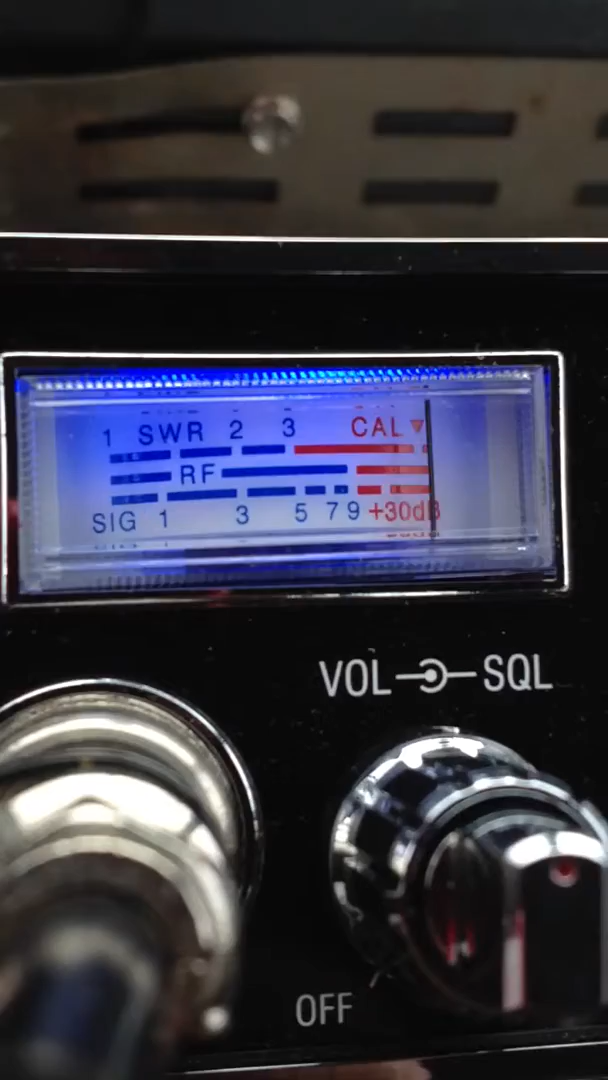 1 SWR 2 3 CAL▼
RF
SIG 1 3 5 7 9 +30dB
VOL SQL
OFF